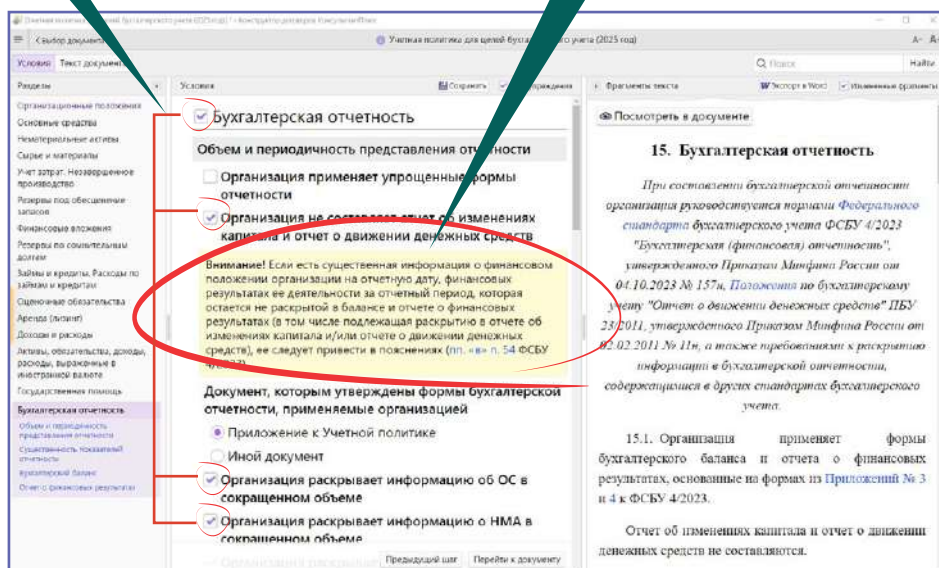 Учетная политика для целей бухгалтерского учета (2025 год)
Условия Текст документа
Поиск
Найти
Разделы
Организационные положения
Основные средства
Нематериальные активы
Сырье и материалы
Учет затрат. Незавершенное
производство
Резервы под обесценение
запасов
Финансовые вложения
Резервы по сомнительным
долгам
Займы и кредиты. Расходы по
займам и кредитам
Оценочные обязательства
Аренда (лизинг)
Доходы и расходы
Активы, обязательства, доходы,
расходы, выраженные в
иностранной валюте
Государственная помощь
Бухгалтерская отчетность
Объем и периодичность
представления отчетности
Существенность показателей
отчетности
Бухгалтерский баланс
Отчет о финансовых результатах
Условия
Сохранить
Бухгалтерская отчетность
Объем и периодичность представления отчетности
Организация применяет упрощенные формы
отчетности
Организация не составляет отчет об изменениях
капитала и отчет о движении денежных средств
Внимание! Если есть существенная информация о финансовом
положении организации на отчетную дату, финансовых
результатах ее деятельности за отчетный период, которая
остается не раскрытой в балансе и отчете о финансовых
результатах (в том числе подлежащая раскрытию в отчете об
изменениях капитала и/или отчете о движении денежных
средств), ее следует привести в пояснениях (пп. «в» п. 54 ФСБУ
4/2023)
Документ, которым утверждены формы бухгалтерской
отчетности, применяемые организацией
Приложение к Учетной политике
Иной документ
Организация раскрывает информацию об ОС в
сокращенном объеме
Организация раскрывает информацию о НМА в
сокращенном объеме
Предыдущий шаг Перейти к документу
Фрагменты текста
Экспорт в Word
Измененные фрагменты
Посмотреть в документе
15. Бухгалтерская отчетность
При составлении бухгалтерской отчетности
организация руководствуется нормами Федерального
стандарта бухгалтерского учета ФСБУ 4/2023
"Бухгалтерская (финансовая) отчетность",
утвержденного Приказом Минфина России от
04.10.2023 № 157н, Положения по бухгалтерскому
учету "Отчет о движении денежных средств" ПБУ
23/2011, утвержденного Приказом Минфина России от
02.02.2011 № 11н, а также требованиями к раскрытию
информации в бухгалтерской отчетности,
содержащимися в других стандартах бухгалтерского
учета.
15.1. Организация применяет формы
бухгалтерского баланса и отчета о финансовых
результатах, основанные на формах из Приложений № 3
и 4 к ФСБУ 4/2023.
Отчет об изменениях капитала и отчет о движении
денежных средств не составляются.